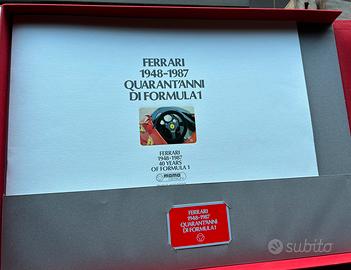 FERRARI
1948-1987
QUARANT'ANNI
DI FORMULA 1
FERRARI
1948-1987
40 YEARS
OF FORMULA 1
momo
FERRARI
1948-1987
QUARANT'ANNI
DI FORMULA 1
subito